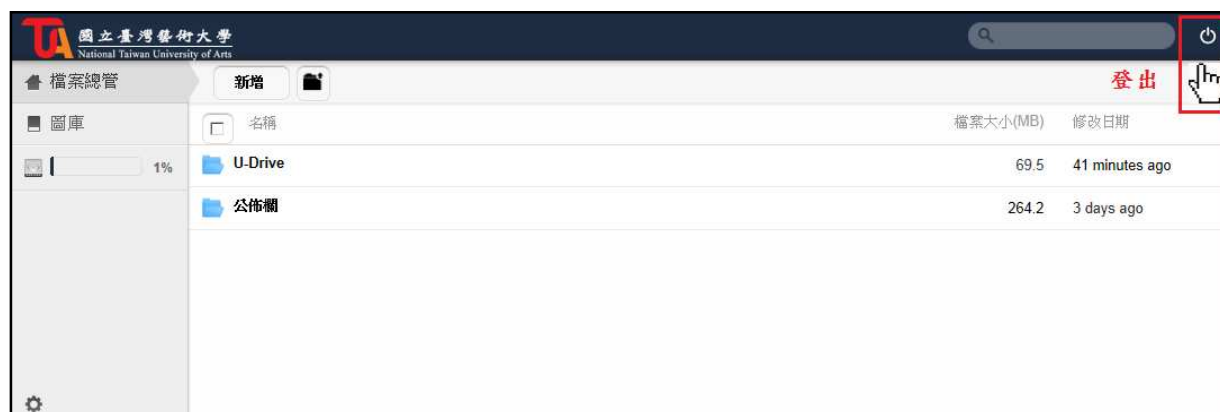 國立臺灣藝術大學
National Taiwan University of Arts
檔案總管
新增
登出
圖庫
名稱
檔案大小(MB)
修改日期
1%
U-Drive
69.5
41 minutes ago
公佈欄
264.2
3 days ago